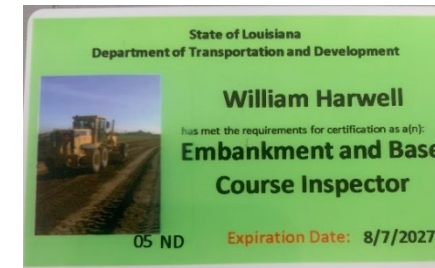 State of Louisiana
Department of Transportation and Development
William Harwell
has met the requirements for certification as a(n):
Embankment and Base
Course Inspector
05 ND
Expiration Date: 8/7/2027